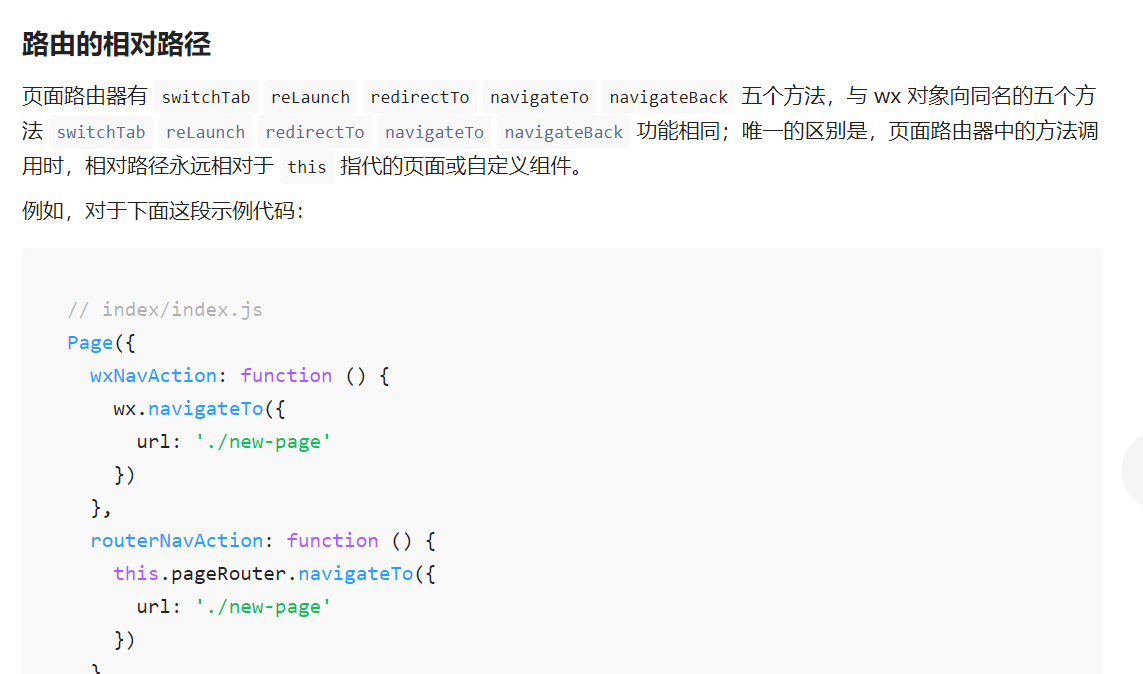 路由的相对路径
页面路由器有 switchTab reLaunch redirectTo navigateTo navigateBack 五个方法，与 wx 对象向同名的五个方
法 switchTab reLaunch redirectTo navigateTo navigateBack 功能相同；唯一的区别是，页面路由器中的方法调
用时，相对路径永远相对于 this 指代的页面或自定义组件。
例如，对于下面这段示例代码：
// index/index.js
Page({
  wxNavAction: function () {
    wx.navigateTo({
      url: './new-page'
    })
  },
  routerNavAction: function () {
    this.pageRouter.navigateTo({
      url: './new-page'
    })
  }